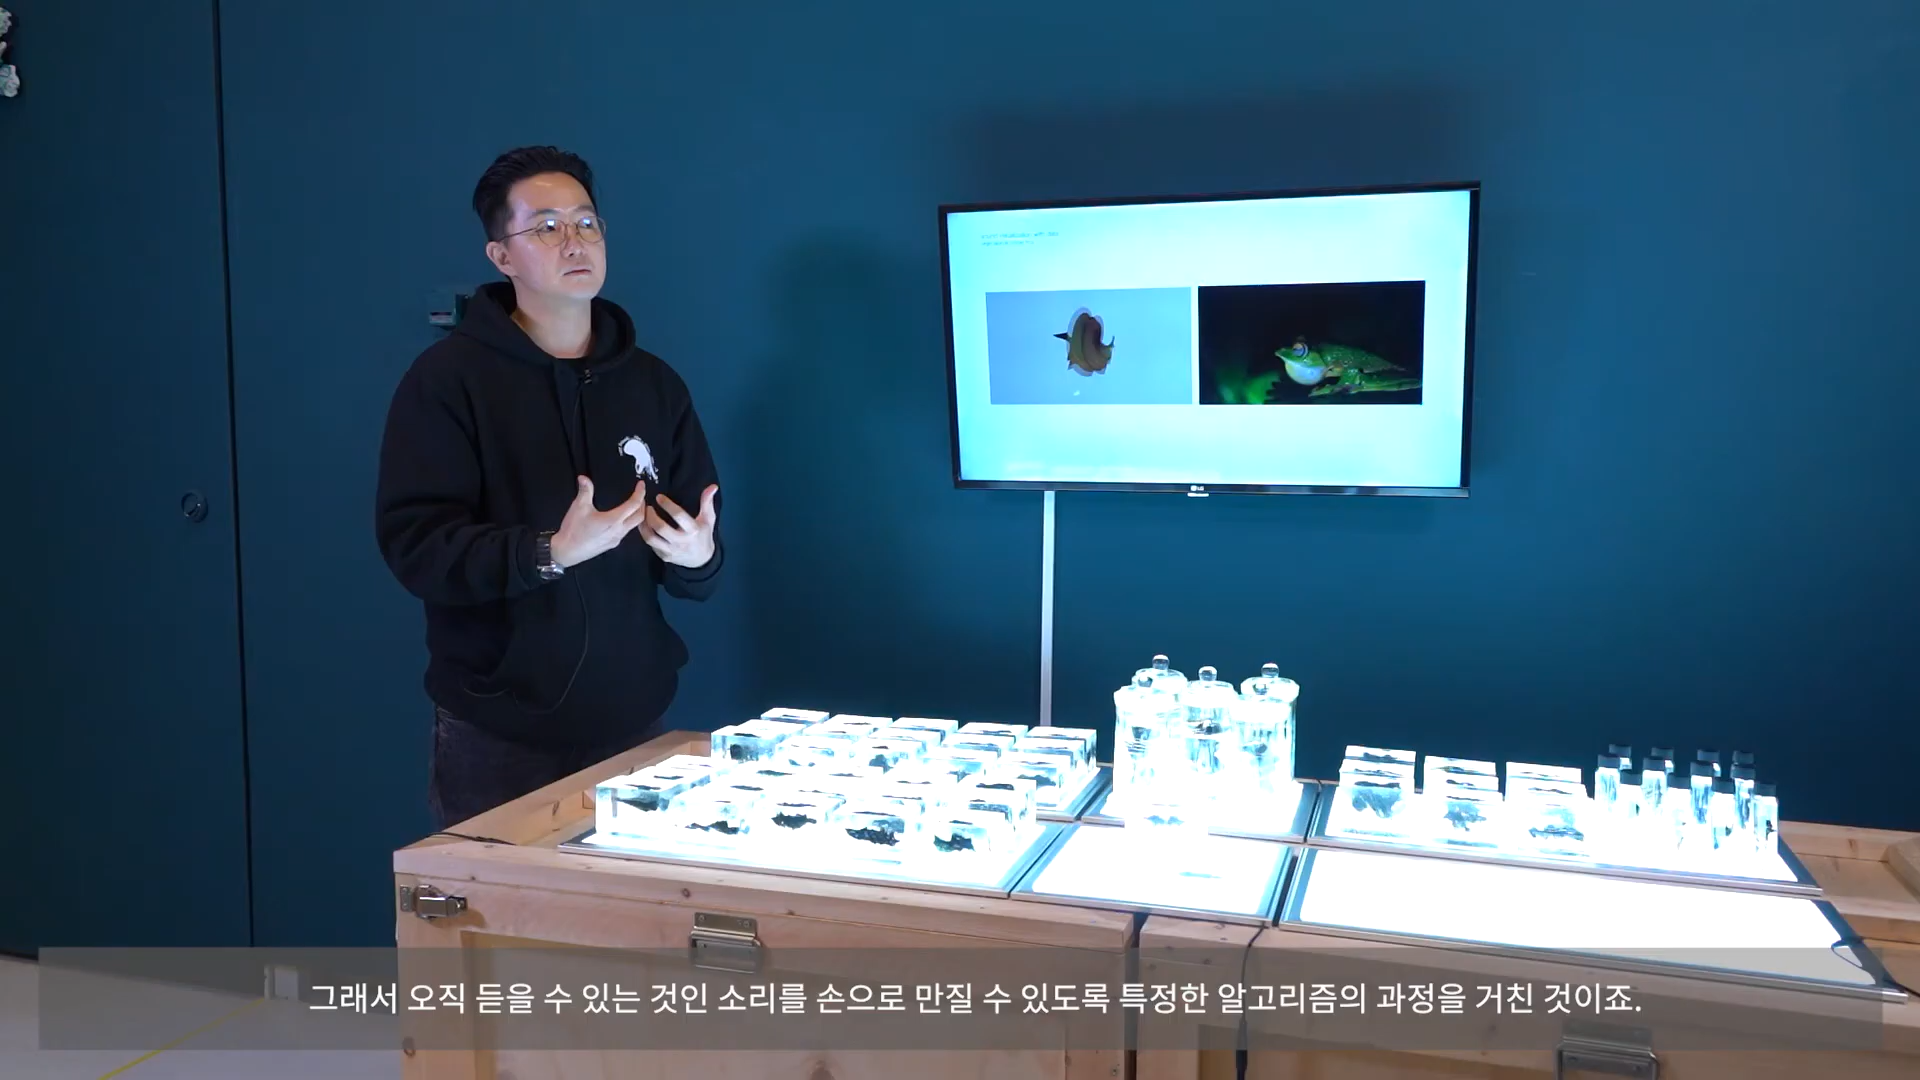 LG
그래서 오직 듣을 수 있는 것인 소리를 손으로 만질 수 있도록 특정한 알고리즘의 과정을 거친 것이죠.